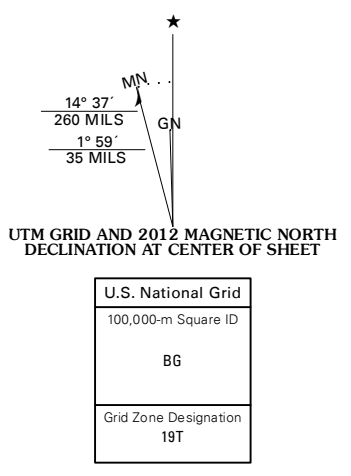 ★
MN
14° 37´
260 MILS
GN
1° 59´
35 MILS
UTM GRID AND 2012 MAGNETIC NORTH
DECLINATION AT CENTER OF SHEET
U.S. National Grid
100,000-m Square ID
BG
Grid Zone Designation
19T